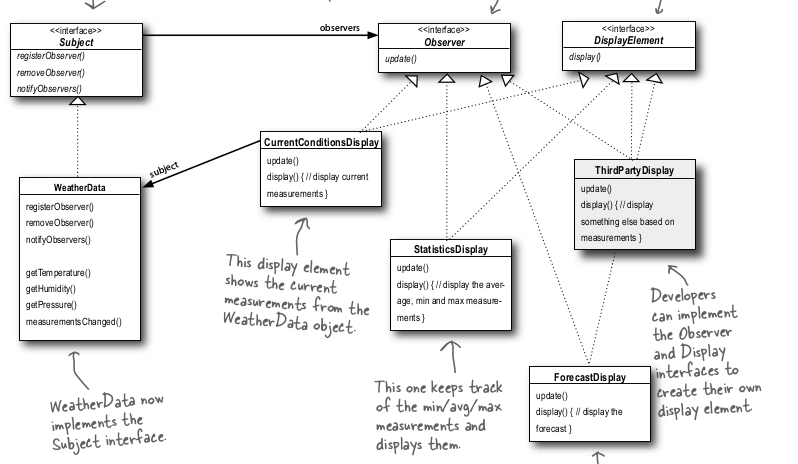 <<interface>>
Subject
registerObserver()
removeObserver()
notifyObservers()
observers
<<interface>>
Observer
update()
<<interface>>
DisplayElement
display()
subject
WeatherData
registerObserver()
removeObserver()
notifyObservers()
getTemperature()
getHumidity()
getPressure()
measurementsChanged()
WeatherData now
implements the
Subject interface.
CurrentConditionsDisplay
update()
display() { // display current
measurements }
This display element
shows the current
measurements from the
WeatherData object.
StatisticsDisplay
update()
display() { // display the aver-
age, min and max measure-
ments }
This one keeps track
of the min/avg/max
measurements and
displays them.
ThirdPartyDisplay
update()
display() { // display
something else based on
measurements }
Developers
can implement
the Observer
and Display
interfaces to
create their own
display element
ForecastDisplay
update()
display() { // display the
forecast }